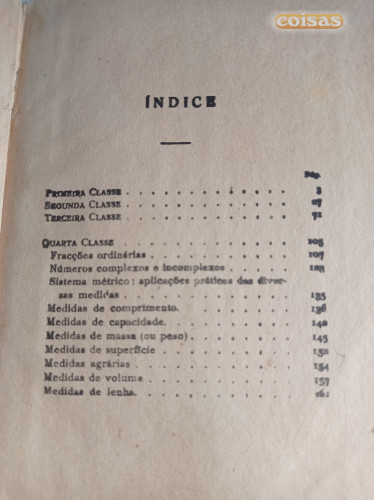 coisas
ÍNDICE
Pág.
PRIMEIRA CLASSE . . . . . . . . . . . . 3
SEGUNDA CLASSE . . . . . . . . . . . . 27
TERCEIRA CLASSE . . . . . . . . . . . . 71
QUARTA CLASSE . . . . . . . . . . . . 105
Fracções ordinárias . . . . . . . . . . 107
Números complexos e incomplexos . . . . . 123
Sistema métrico : aplicações práticas das diver-
sas medidas . . . . . . . . . . . 135
Medidas de comprimento. . . . . . . . . 136
Medidas de capacidade. . . . . . . . . 142
Medidas de massa (ou peso) . . . . . . . 145
Medidas de superfície . . . . . . . . . 152
Medidas agrárias . . . . . . . . . 154
Medidas de volume . . . . . . . . . 157
Medidas de lenha. . . . . . . . . . 161